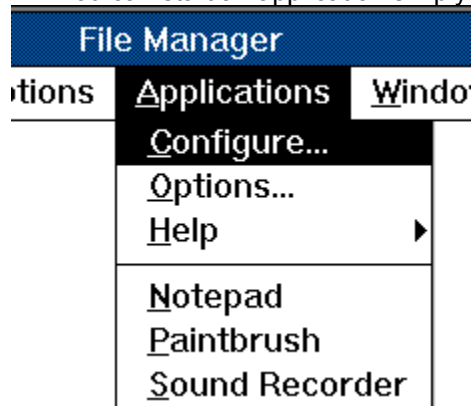 File Manager
Applications
Configure...
Options...
Help
Notepad
Paintbrush
Sound Recorder